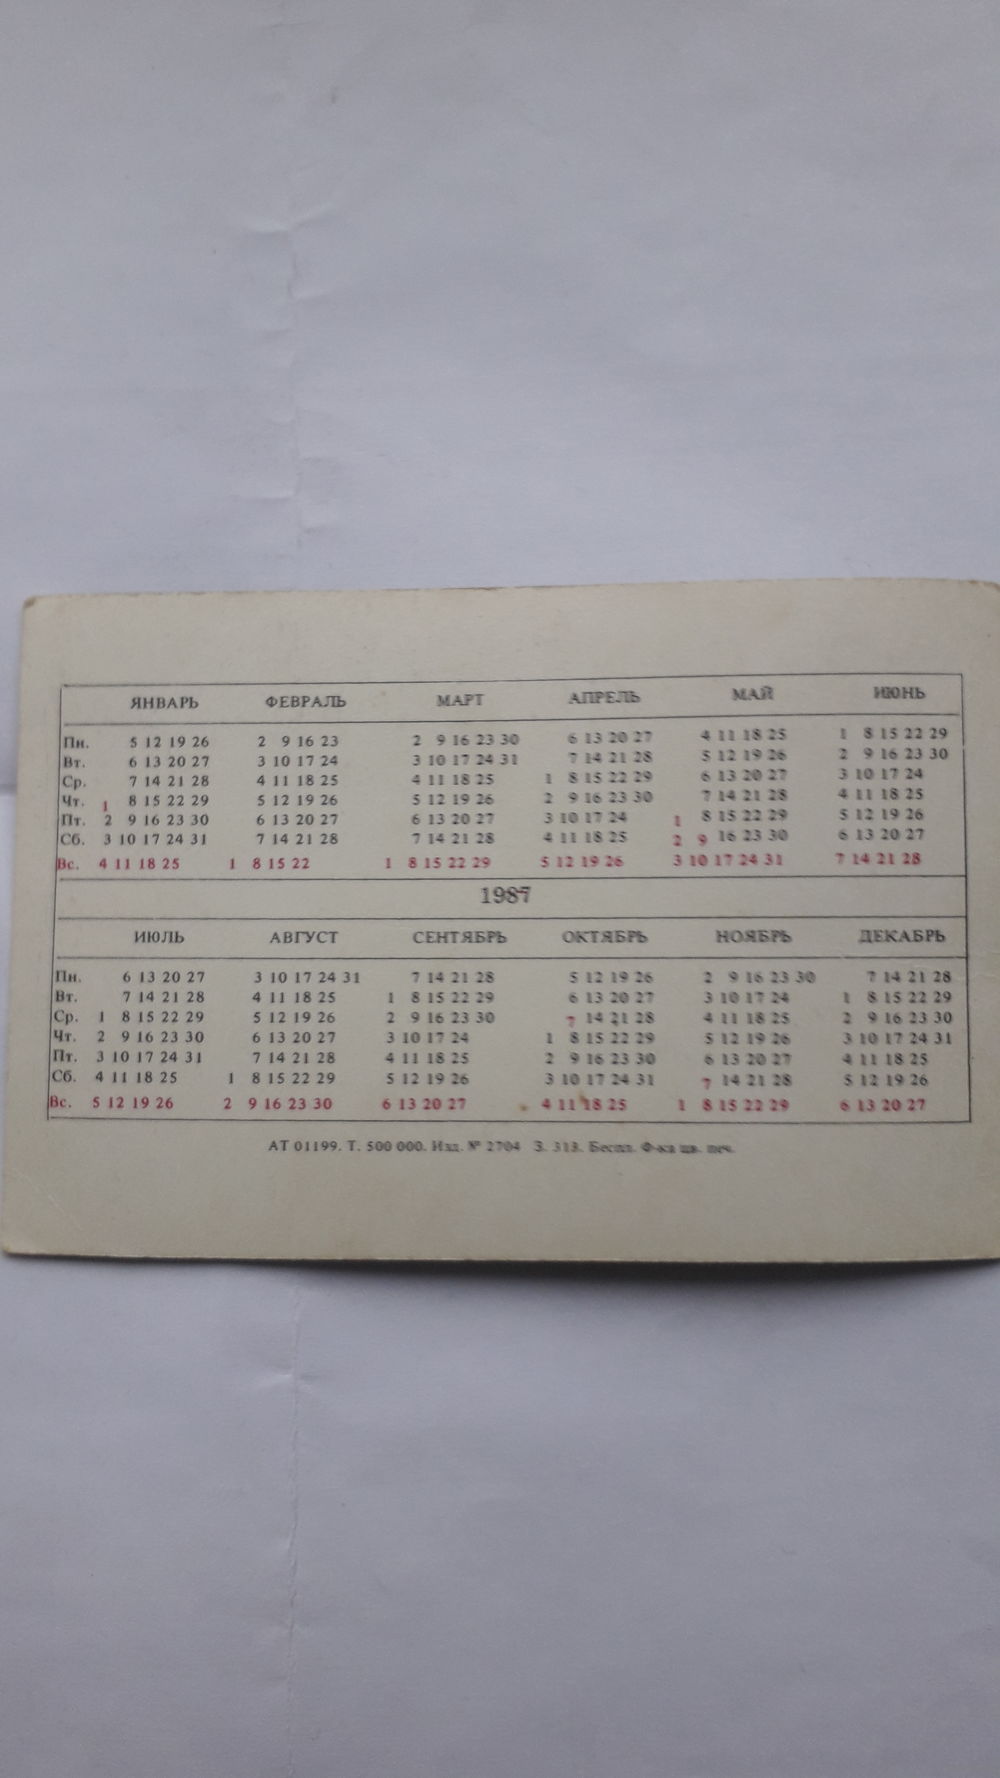 ЯНВАРЬ ФЕВРАЛЬ МАРТ АПРЕЛЬ МАЙ ИЮНЬ
Пн. 5 12 19 26 2 9 16 23 2 9 16 23 30 6 13 20 27 4 11 18 25 1 8 15 22 29
Вт. 6 13 20 27 3 10 17 24 3 10 17 24 31 7 14 21 28 5 12 19 26 2 9 16 23 30
Ср. 7 14 21 28 4 11 18 25 4 11 18 25 1 8 15 22 29 6 13 20 27 3 10 17 24
Чт. 1 8 15 22 29 5 12 19 26 5 12 19 26 2 9 16 23 30 7 14 21 28 4 11 18 25
Пт. 2 9 16 23 30 6 13 20 27 6 13 20 27 3 10 17 24 1 8 15 22 29 5 12 19 26
Сб. 3 10 17 24 31 7 14 21 28 7 14 21 28 4 11 18 25 2 9 16 23 30 6 13 20 27
Вс. 4 11 18 25 1 8 15 22 1 8 15 22 29 5 12 19 26 3 10 17 24 31 7 14 21 28
1987
ИЮЛЬ АВГУСТ СЕНТЯБРЬ ОКТЯБРЬ НОЯБРЬ ДЕКАБРЬ
Пн. 6 13 20 27 3 10 17 24 31 7 14 21 28 5 12 19 26 2 9 16 23 30 7 14 21 28
Вт. 7 14 21 28 4 11 18 25 1 8 15 22 29 6 13 20 27 3 10 17 24 1 8 15 22 29
Ср. 1 8 15 22 29 5 12 19 26 2 9 16 23 30 7 14 21 28 4 11 18 25 2 9 16 23 30
Чт. 2 9 16 23 30 6 13 20 27 3 10 17 24 1 8 15 22 29 5 12 19 26 3 10 17 24 31
Пт. 3 10 17 24 31 7 14 21 28 4 11 18 25 2 9 16 23 30 6 13 20 27 4 11 18 25
Сб. 4 11 18 25 1 8 15 22 29 5 12 19 26 3 10 17 24 31 7 14 21 28 5 12 19 26
Вс. 5 12 19 26 2 9 16 23 30 6 13 20 27 4 11 18 25 1 8 15 22 29 6 13 20 27
АТ 01199. Т. 500 000. Изд. № 2704 З. 313. Беспл. Ф-ка цв. печ.